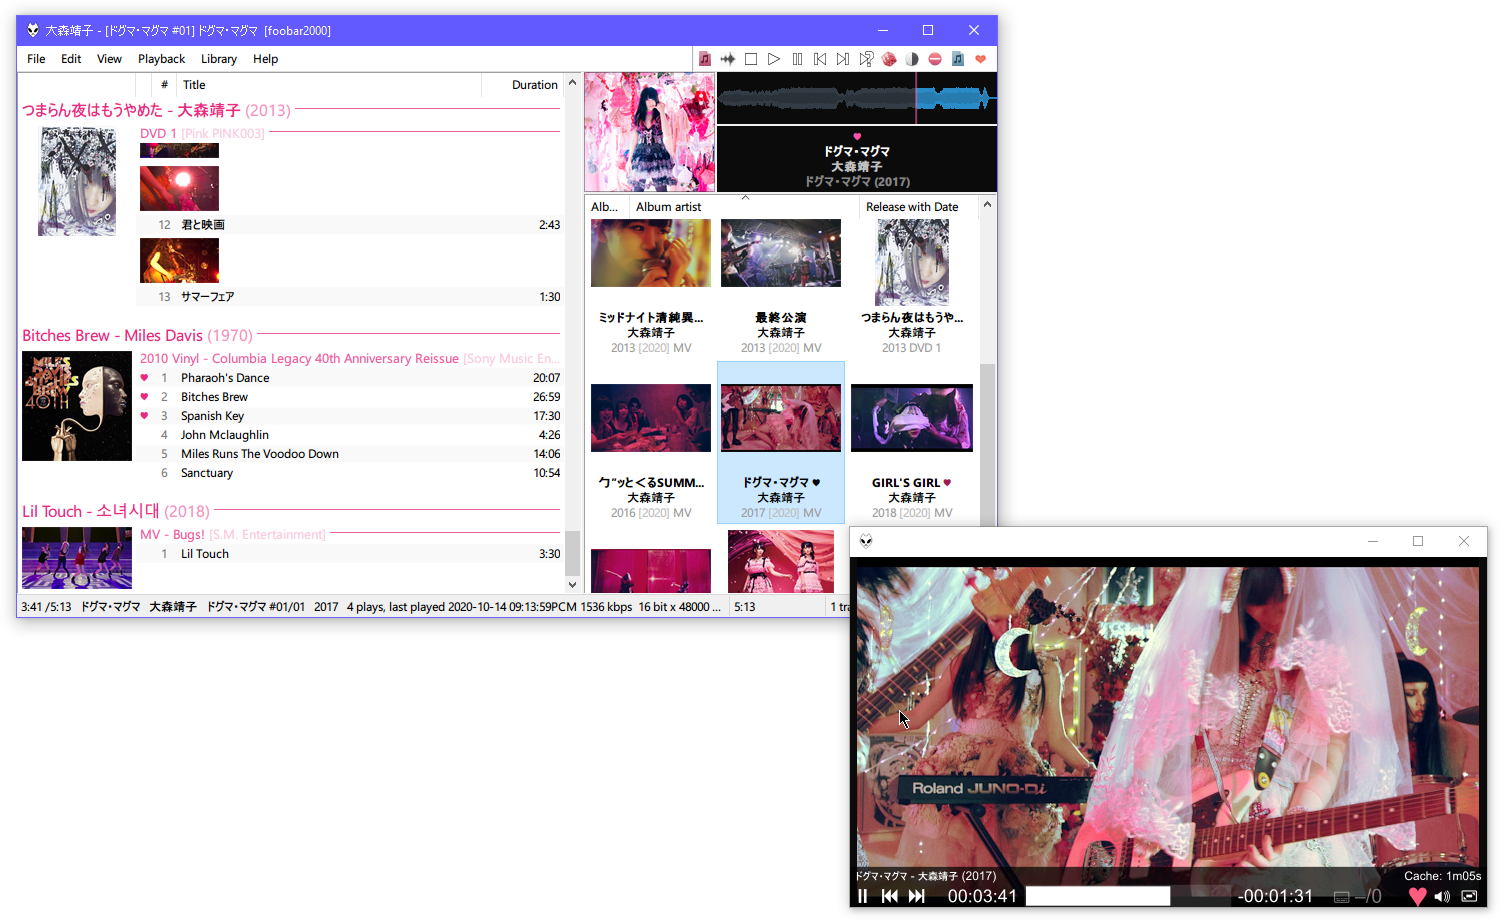 大森靖子 - [ドグマ・マグマ #01] ドグマ・マグマ [foobar2000]
File Edit View Playback Library Help
# Title Duration
つまらん夜はもうやめた - 大森靖子 (2013)
DVD 1 [Pink PINK003]
12 君と映画 2:43
13 サマーフェア 1:30
Bitches Brew - Miles Davis (1970)
2010 Vinyl - Columbia Legacy 40th Anniversary Reissue [Sony Music En...
MILES DAVIS BITCHES BREW 40TH
1 Pharaoh's Dance 20:07
2 Bitches Brew 26:59
3 Spanish Key 17:30
4 John Mclaughlin 4:26
5 Miles Runs The Voodoo Down 14:06
6 Sanctuary 10:54
Lil Touch - 소녀시대 (2018)
MV - Bugs! [S.M. Entertainment]
1 Lil Touch 3:30
ドグマ・マグマ
大森靖子
ドグマ・マグマ (2017)
Alb... Album artist Release with Date
ミッドナイト清純異...
大森靖子
2013 [2020] MV
最終公演
大森靖子
2013 [2020] MV
つまらん夜はもうや...
大森靖子
2013 DVD 1
勹″ッと<るSUMM...
大森靖子
2016 [2020] MV
ドグマ・マグマ ♥
大森靖子
2017 [2020] MV
GIRL'S GIRL ♥
大森靖子
2018 [2020] MV
3:41 /5:13 ドグマ・マグマ 大森靖子 ドグマ・マグマ #01/01 2017 4 plays, last played 2020-10-14 09:13:59 PCM 1536 kbps 16 bit x 48000 ... 5:13 1 tra
Roland JUNO-Di
ドグマ・マグマ - 大森靖子 (2017) Cache: 1m05s
00:03:41 -00:01:31 –/0